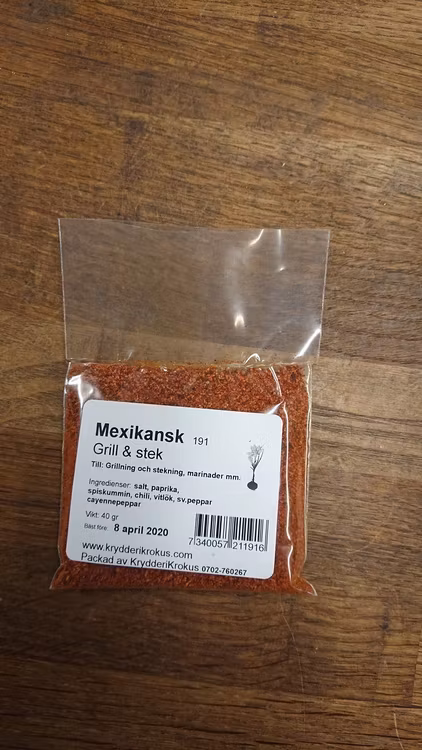 Mexikansk 191
Grill & stek
Till: Grillning och stekning, marinader mm.
Ingredienser: salt, paprika,
spiskummin, chili, vitlök, sv.peppar
cayennepeppar
Vikt: 40 gr
Bäst före: 8 april 2020
7 340057 211916
www.krydderikrokus.com
Packad av KrydderiKrokus 0702-760267